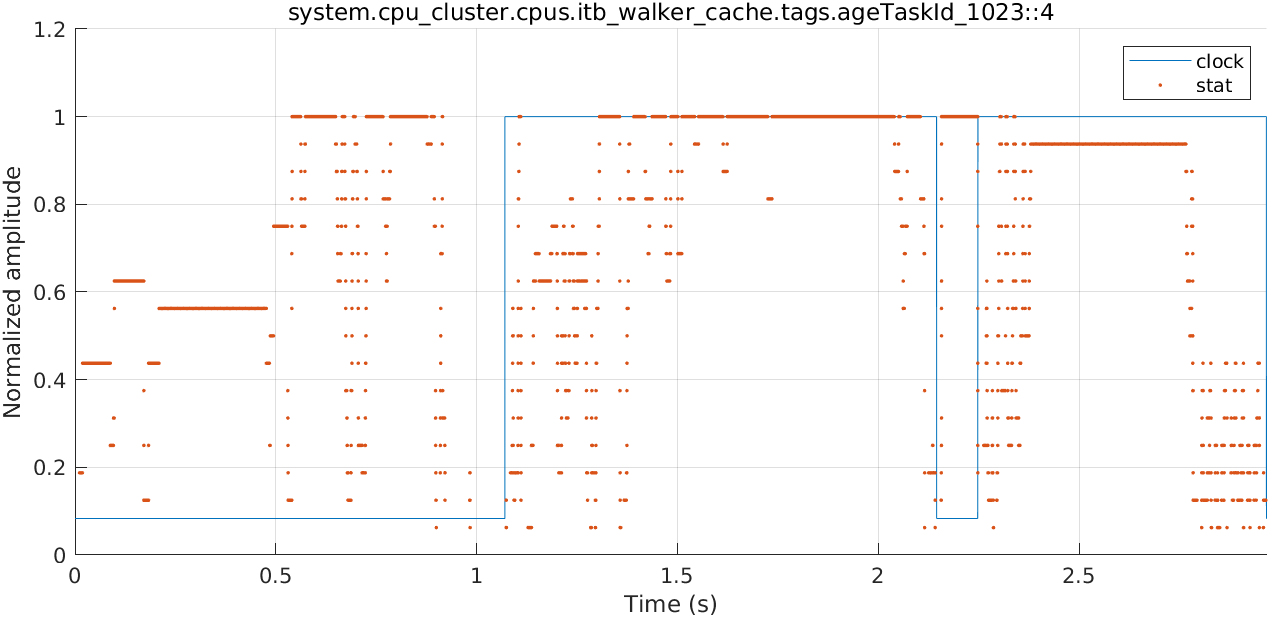 system.cpu_cluster.cpus.itb_walker_cache.tags.ageTaskId_1023::4
1.2
clock
stat
1
0.8
Normalized amplitude
0.6
0.4
0.2
0
0 0.5 1 1.5 2 2.5
Time (s)